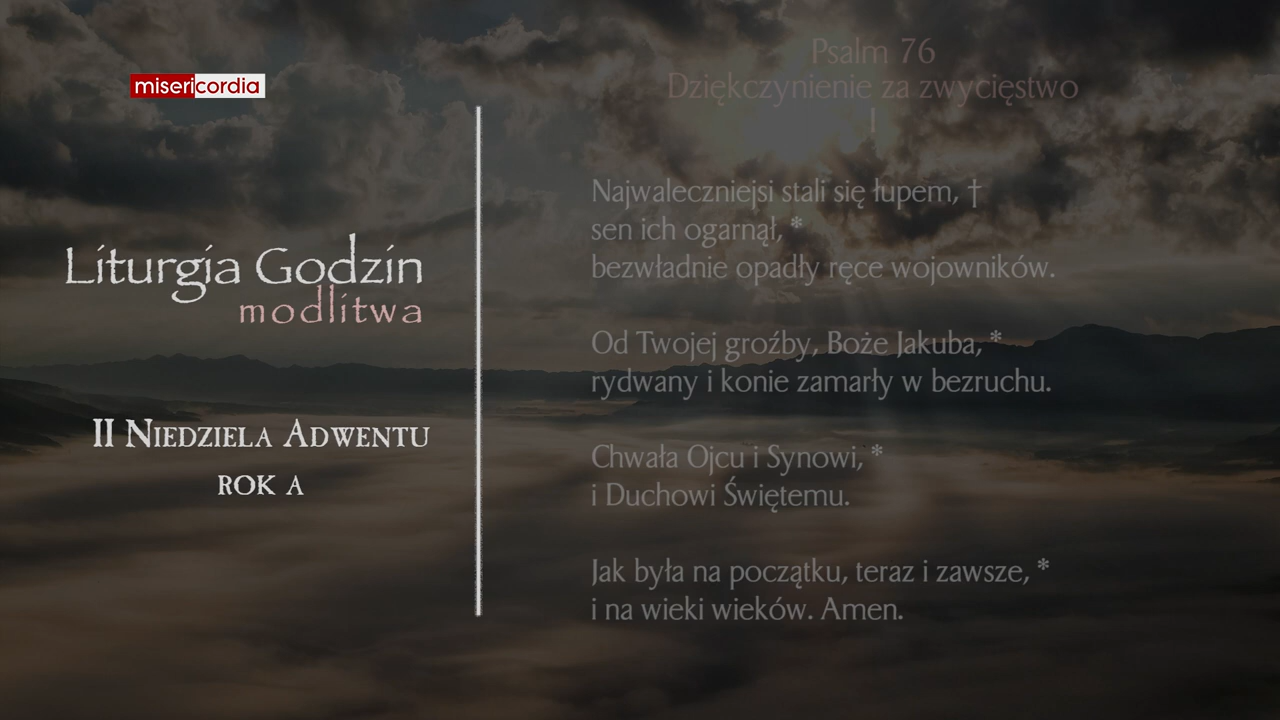 misericordia
Liturgia Godzin
modlitwa
II Niedziela Adwentu
rok A
Psalm 76
Dziękczynienie za zwycięstwo
I
Najwaleczniejsi stali się łupem, †
sen ich ogarnął, *
bezwładnie opadły ręce wojowników.
Od Twojej groźby, Boże Jakuba, *
rydwany i konie zamarły w bezruchu.
Chwała Ojcu i Synowi, *
i Duchowi Świętemu.
Jak była na początku, teraz i zawsze, *
i na wieki wieków. Amen.